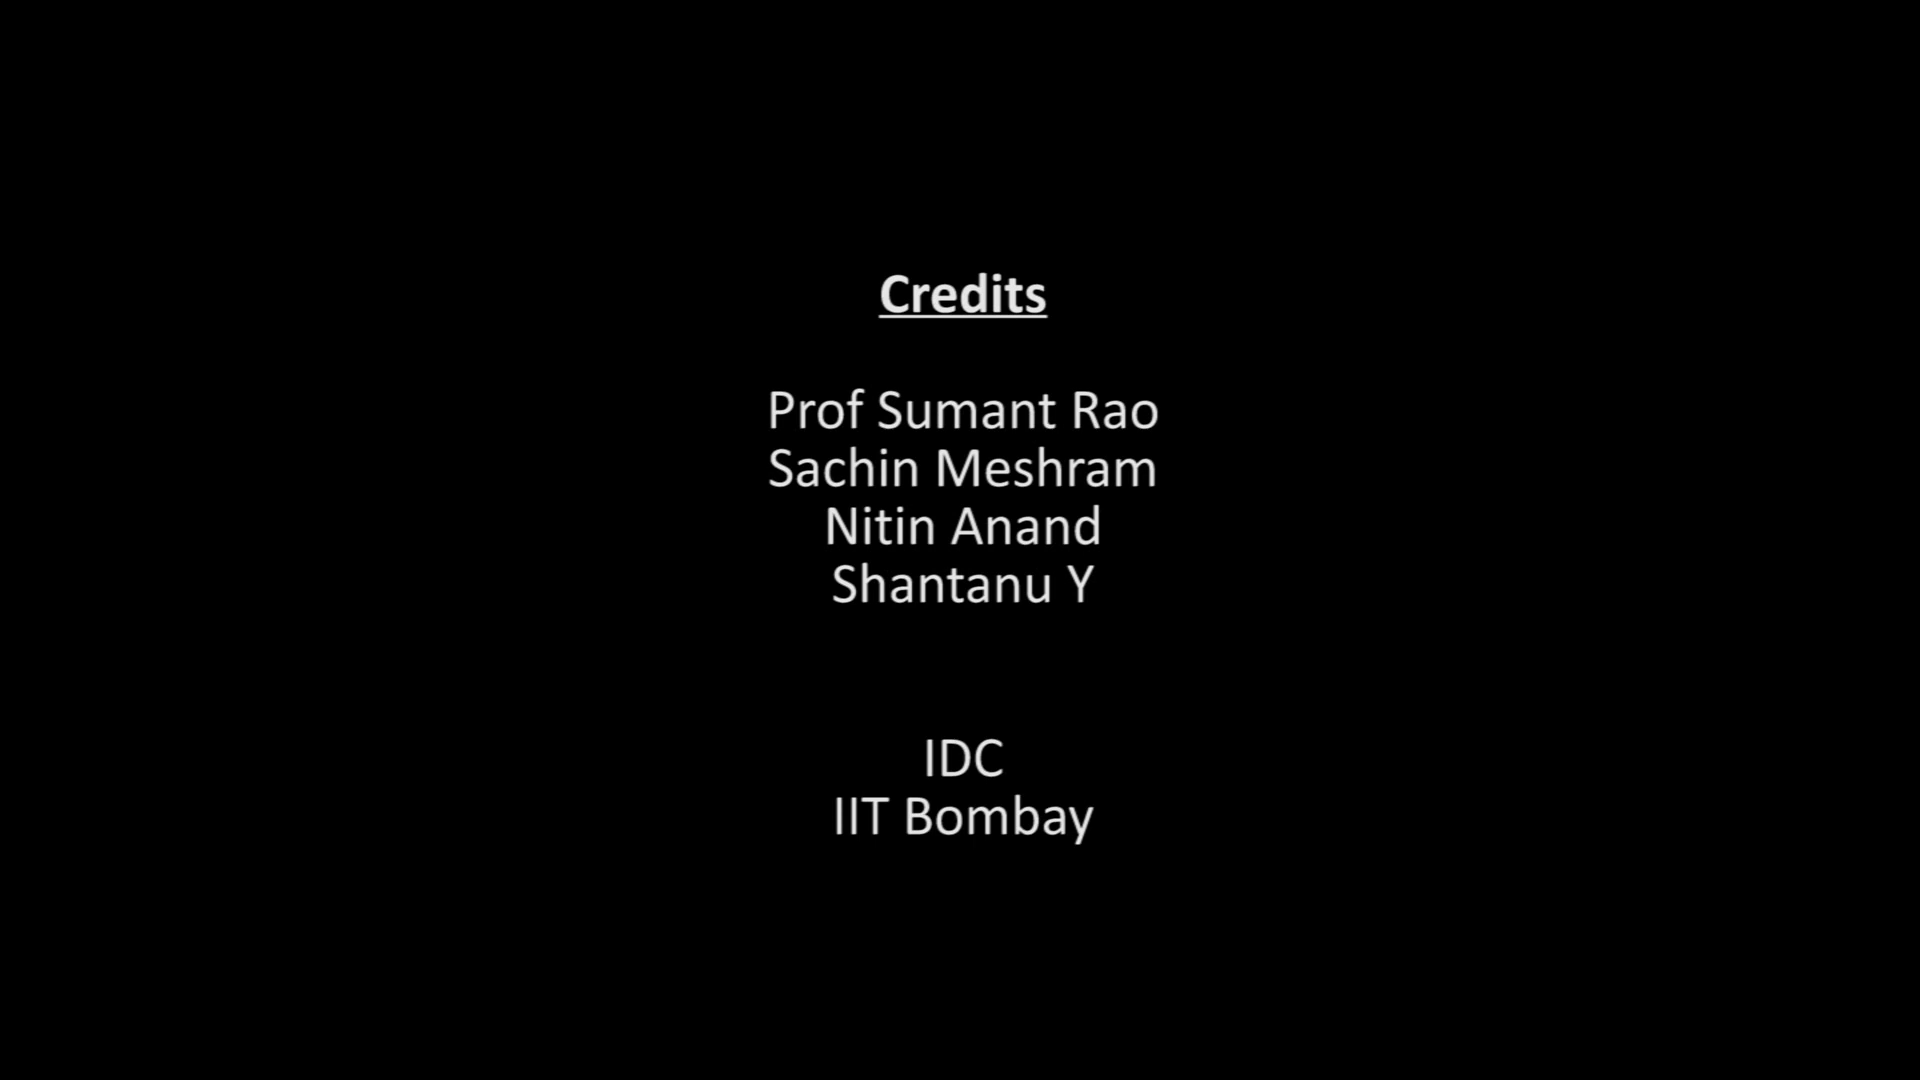 Credits
Prof Sumant Rao
Sachin Meshram
Nitin Anand
Shantanu Y
IDC
IIT Bombay